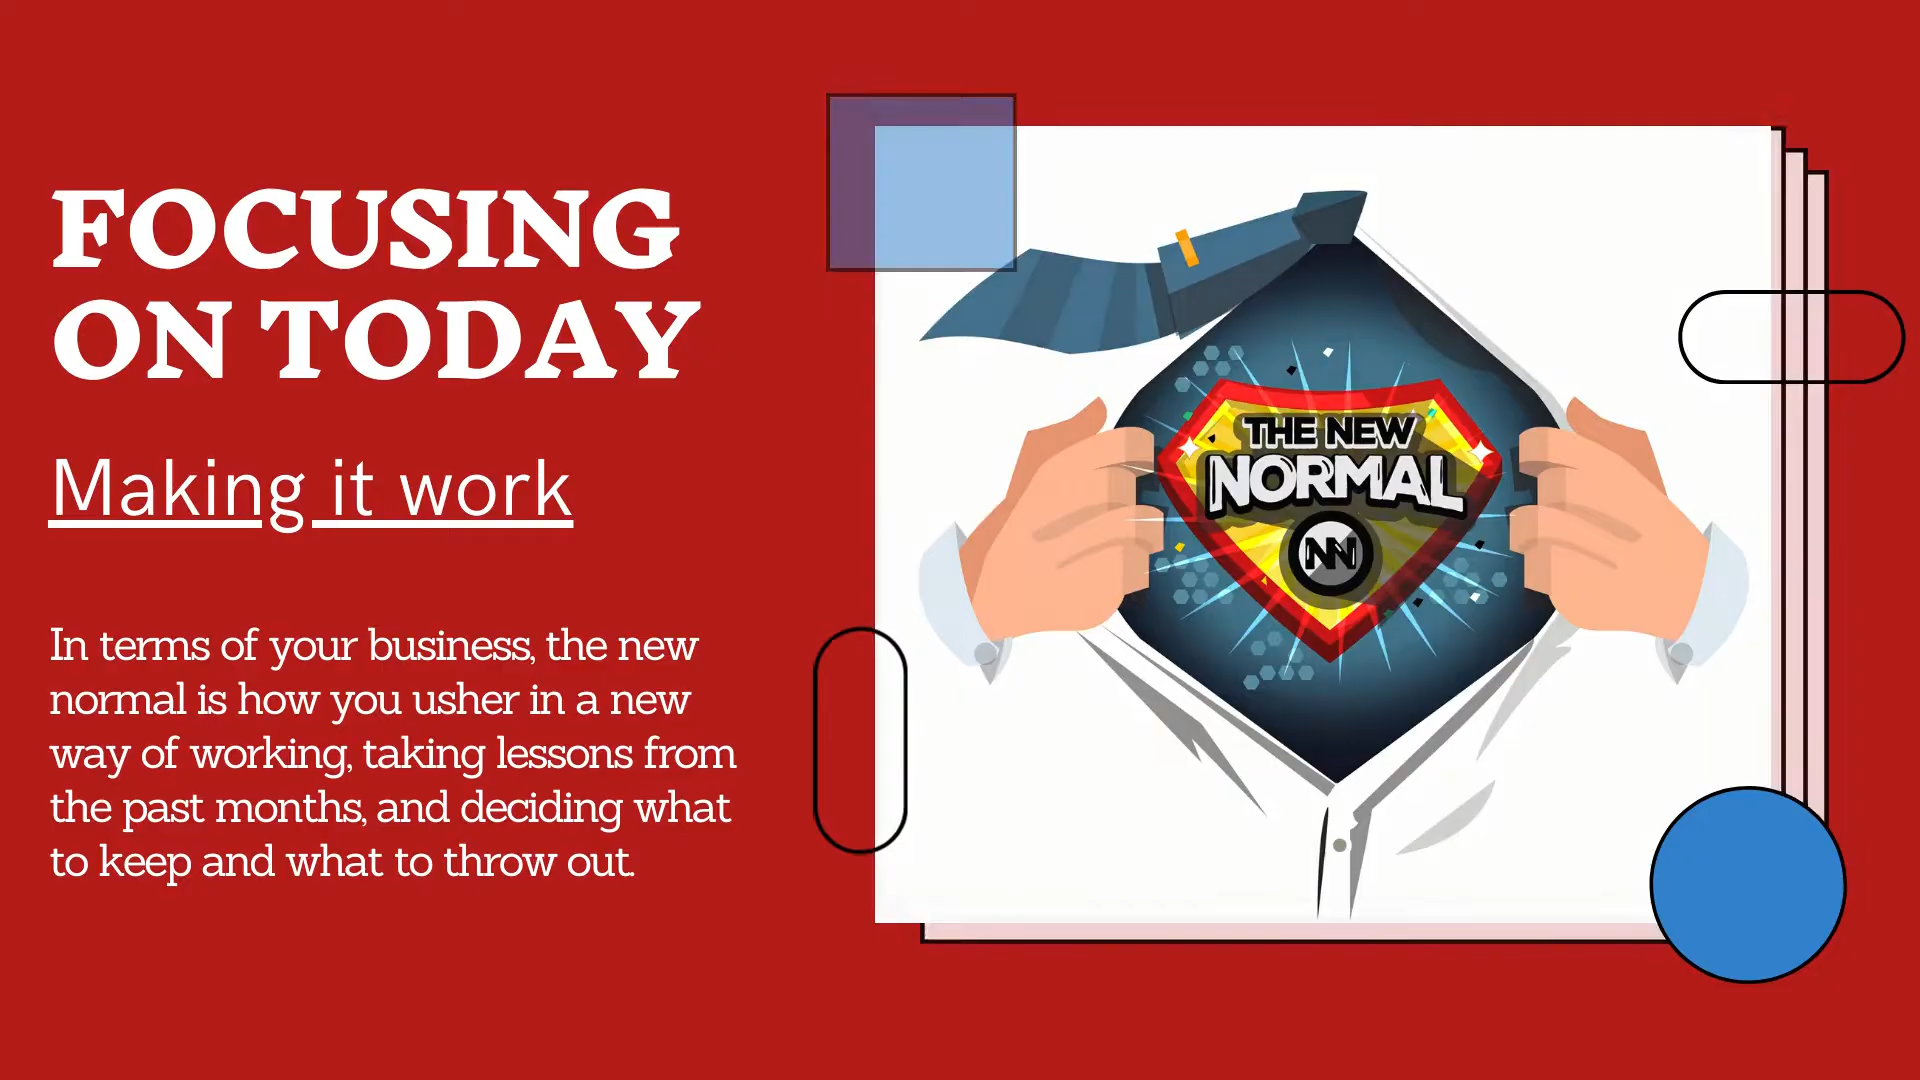 FOCUSING
ON TODAY
Making it work
In terms of your business, the new
normal is how you usher in a new
way of working, taking lessons from
the past months, and deciding what
to keep and what to throw out.
THE NEW
NORMAL
NN